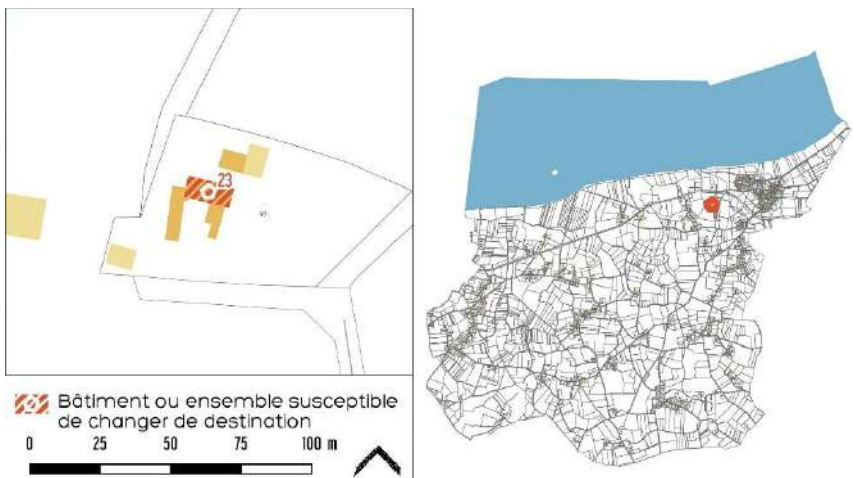 23
Bâtiment ou ensemble susceptible
de changer de destination
0 25 50 75 100 m